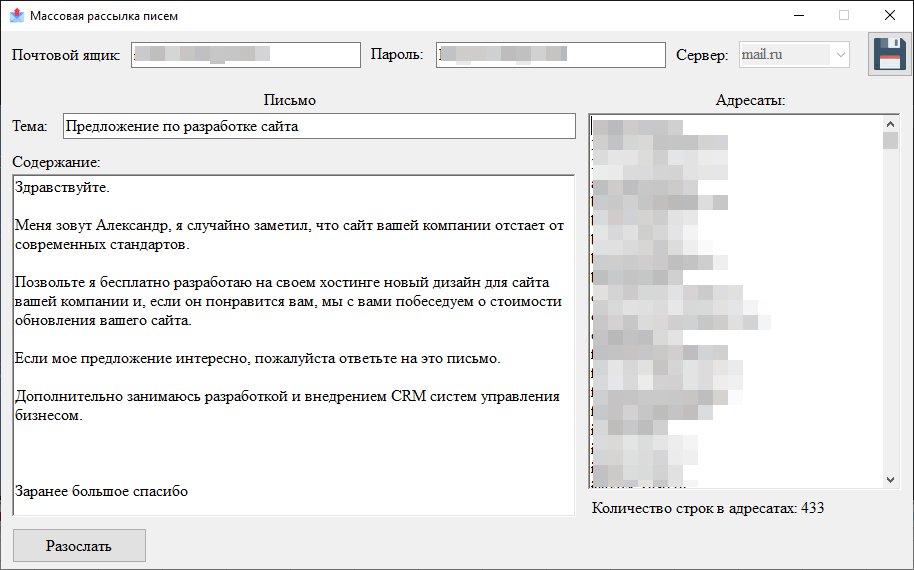 Массовая рассылка писем
Почтовой ящик:
Пароль:
Сервер:
mail.ru
Письмо
Адресаты:
Тема:
Предложение по разработке сайта
Содержание:
Здравствуйте.
Меня зовут Александр, я случайно заметил, что сайт вашей компании отстает от
современных стандартов.
Позвольте я бесплатно разработаю на своем хостинге новый дизайн для сайта
вашей компании и, если он понравится вам, мы с вами побеседуем о стоимости
обновления вашего сайта.
Если мое предложение интересно, пожалуйста ответьте на это письмо.
Дополнительно занимаюсь разработкой и внедрением CRM систем управления
бизнесом.
Заранее большое спасибо
Количество строк в адресатах: 433
Разослать